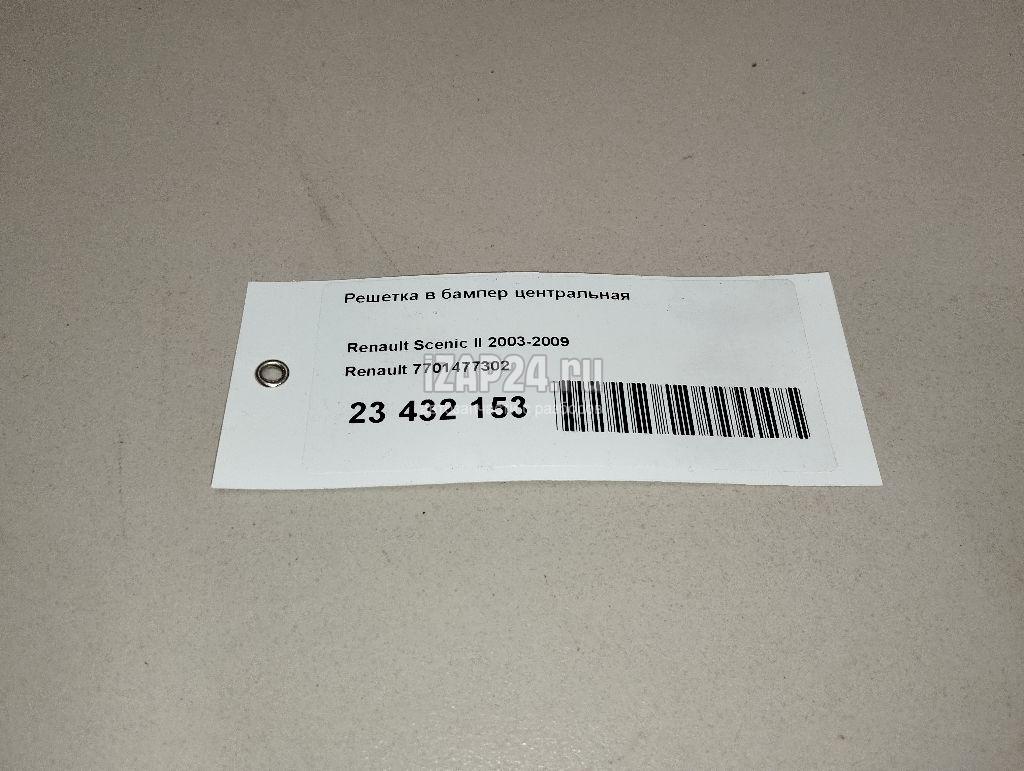 Решетка в бампер центральная
Renault Scenic II 2003-2009
Renault 7701477302
iZAP24.ru
23 432 153